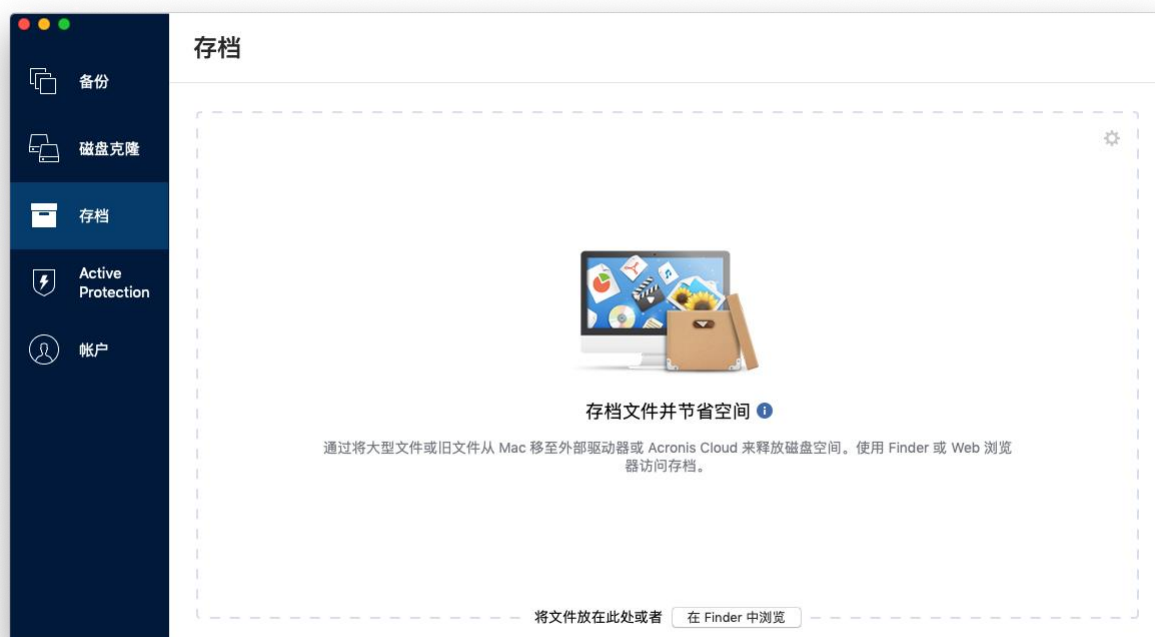 存档
备份
磁盘克隆
存档
Active
Protection
帐户
存档文件并节省空间
通过将大型文件或旧文件从 Mac 移至外部驱动器或 Acronis Cloud 来释放磁盘空间。使用 Finder 或 Web 浏览
器访问存档。
将文件放在此处或者 在 Finder 中浏览